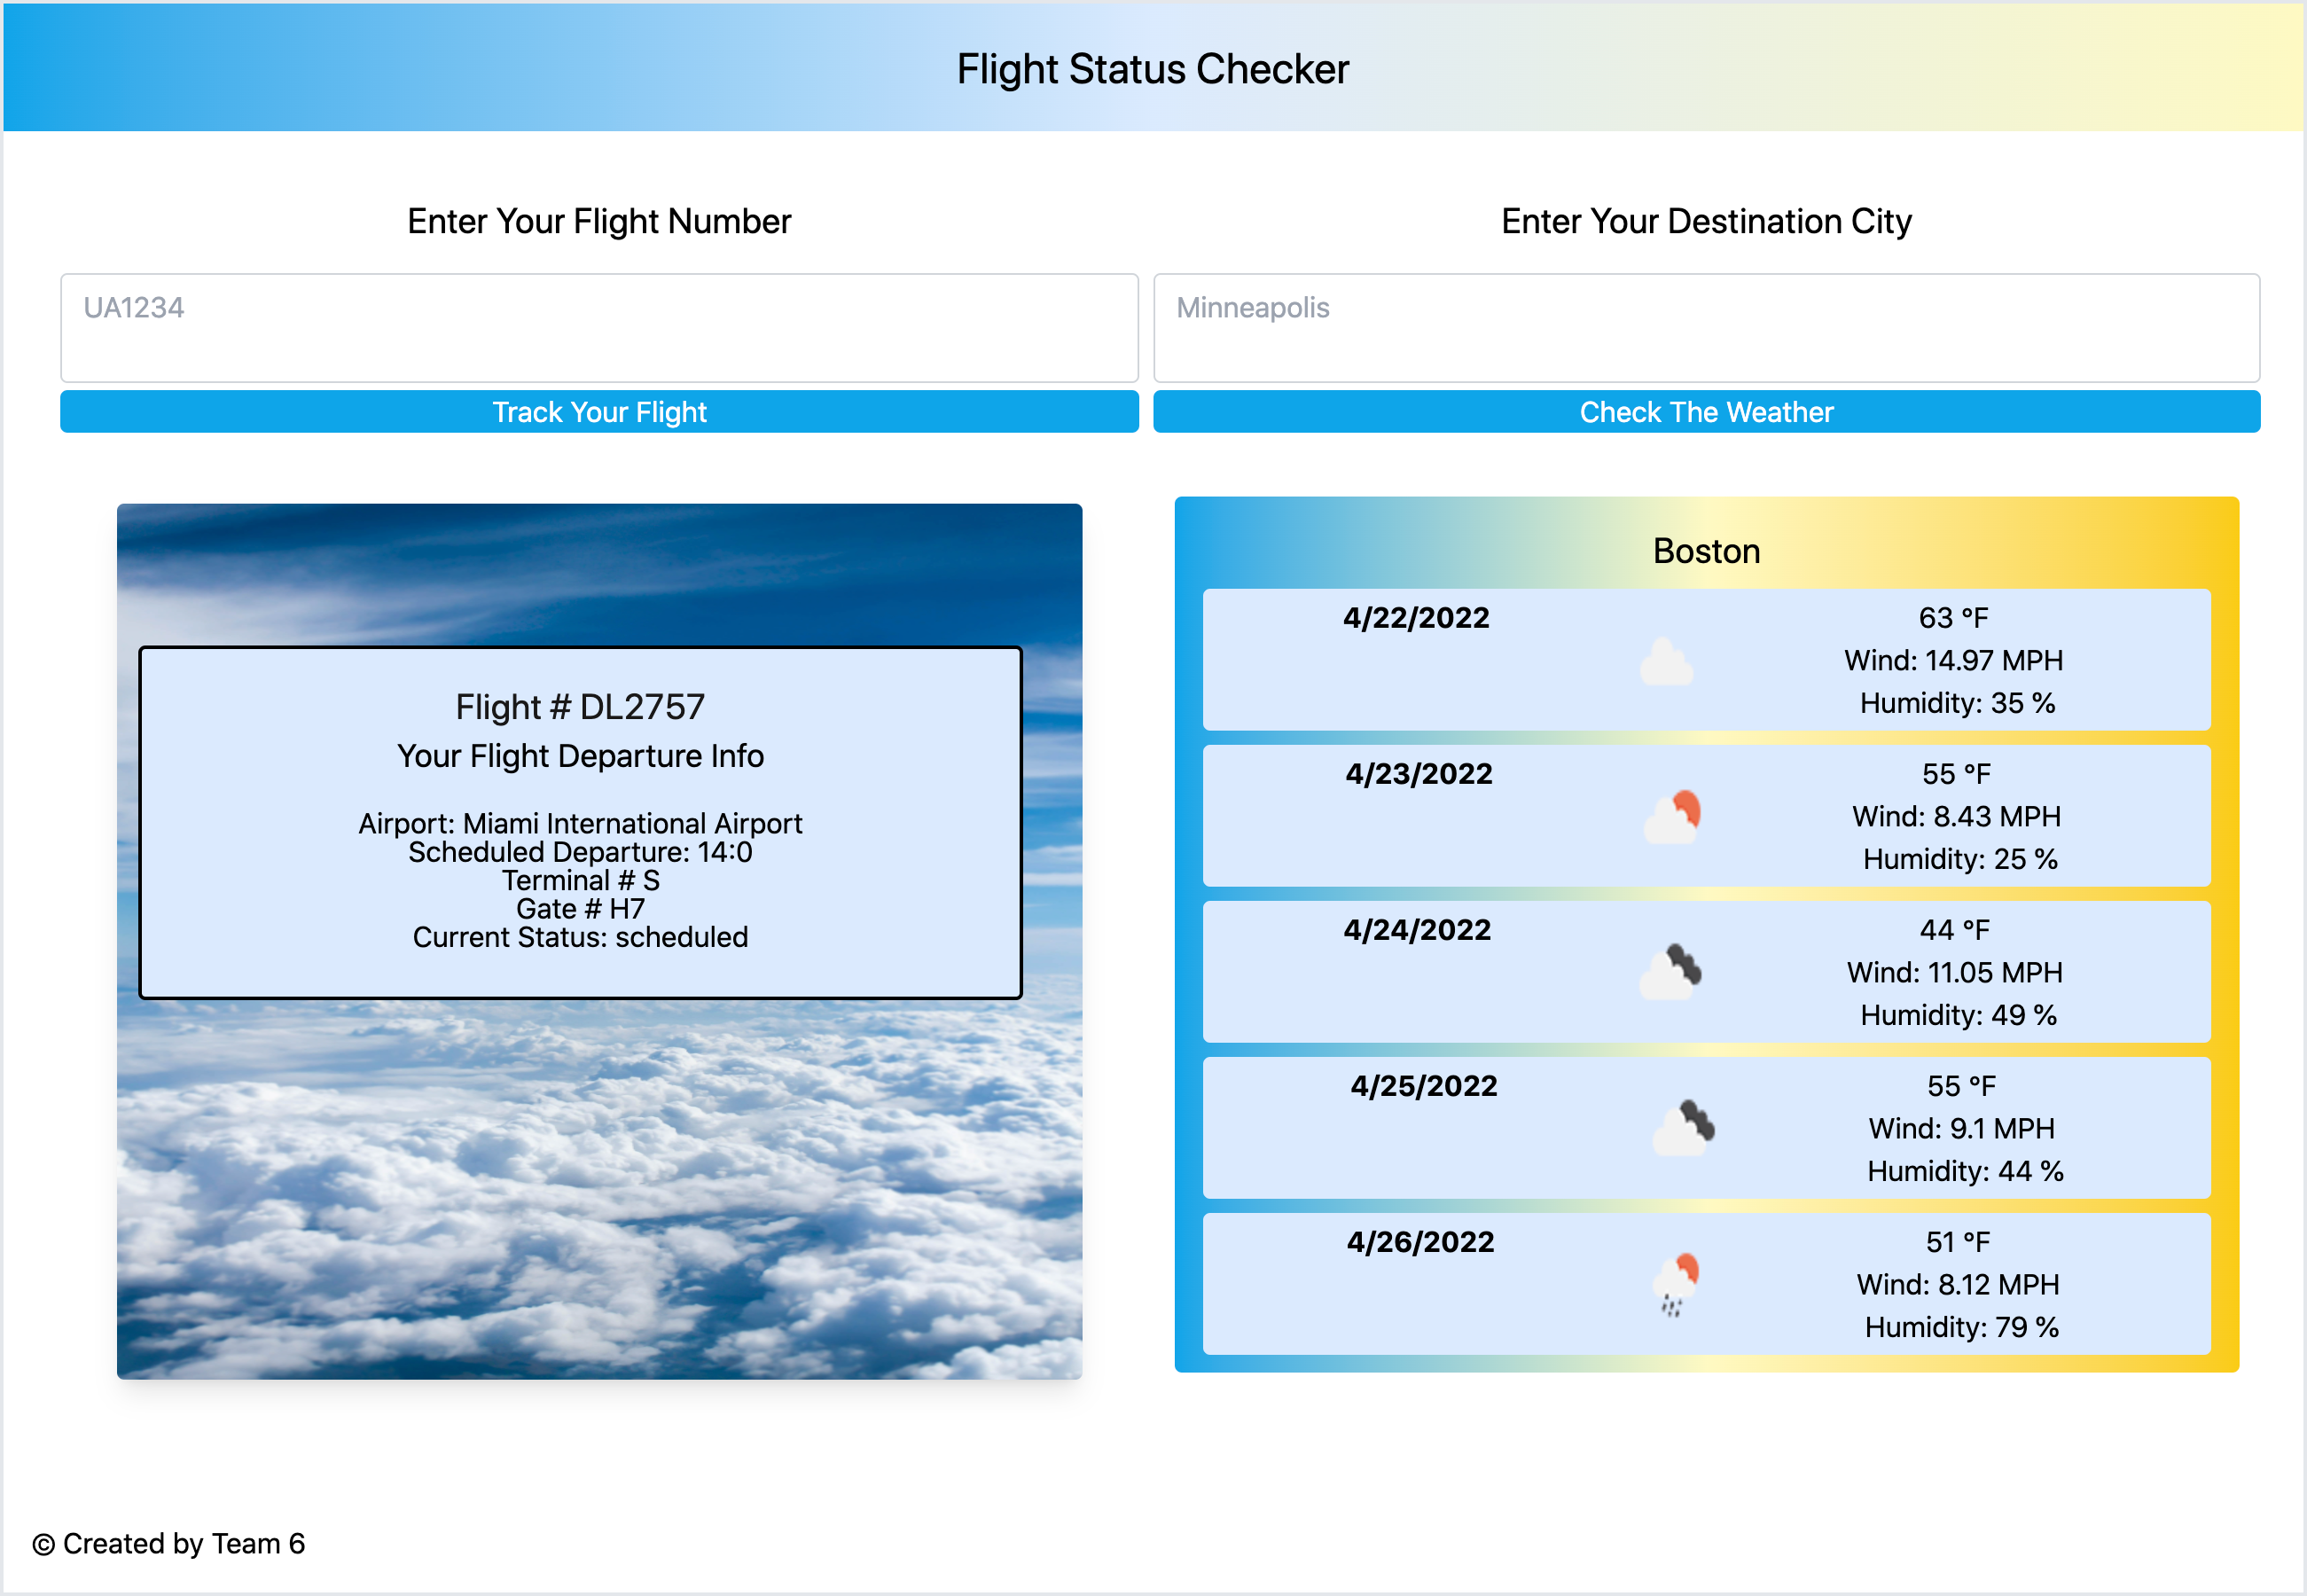 Flight Status Checker
Enter Your Flight Number
UA1234
Track Your Flight
Enter Your Destination City
Minneapolis
Check The Weather
Flight # DL2757
Your Flight Departure Info
Airport: Miami International Airport
Scheduled Departure: 14:0
Terminal # S
Gate # H7
Current Status: scheduled
Boston
4/22/2022
63 °F
Wind: 14.97 MPH
Humidity: 35 %
4/23/2022
55 °F
Wind: 8.43 MPH
Humidity: 25 %
4/24/2022
44 °F
Wind: 11.05 MPH
Humidity: 49 %
4/25/2022
55 °F
Wind: 9.1 MPH
Humidity: 44 %
4/26/2022
51 °F
Wind: 8.12 MPH
Humidity: 79 %
© Created by Team 6